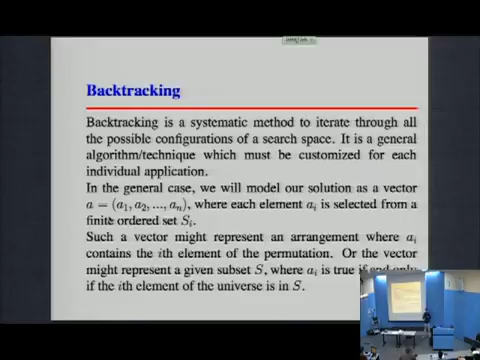 Backtracking
Backtracking is a systematic method to iterate through all
the possible configurations of a search space. It is a general
algorithm/technique which must be customized for each
individual application.
In the general case, we will model our solution as a vector
a = (a₁, a₂, ..., aₙ), where each element aᵢ is selected from a
finite ordered set Sᵢ.
Such a vector might represent an arrangement where aᵢ
contains the ith element of the permutation. Or the vector
might represent a given subset S, where aᵢ is true if and only
if the ith element of the universe is in S.